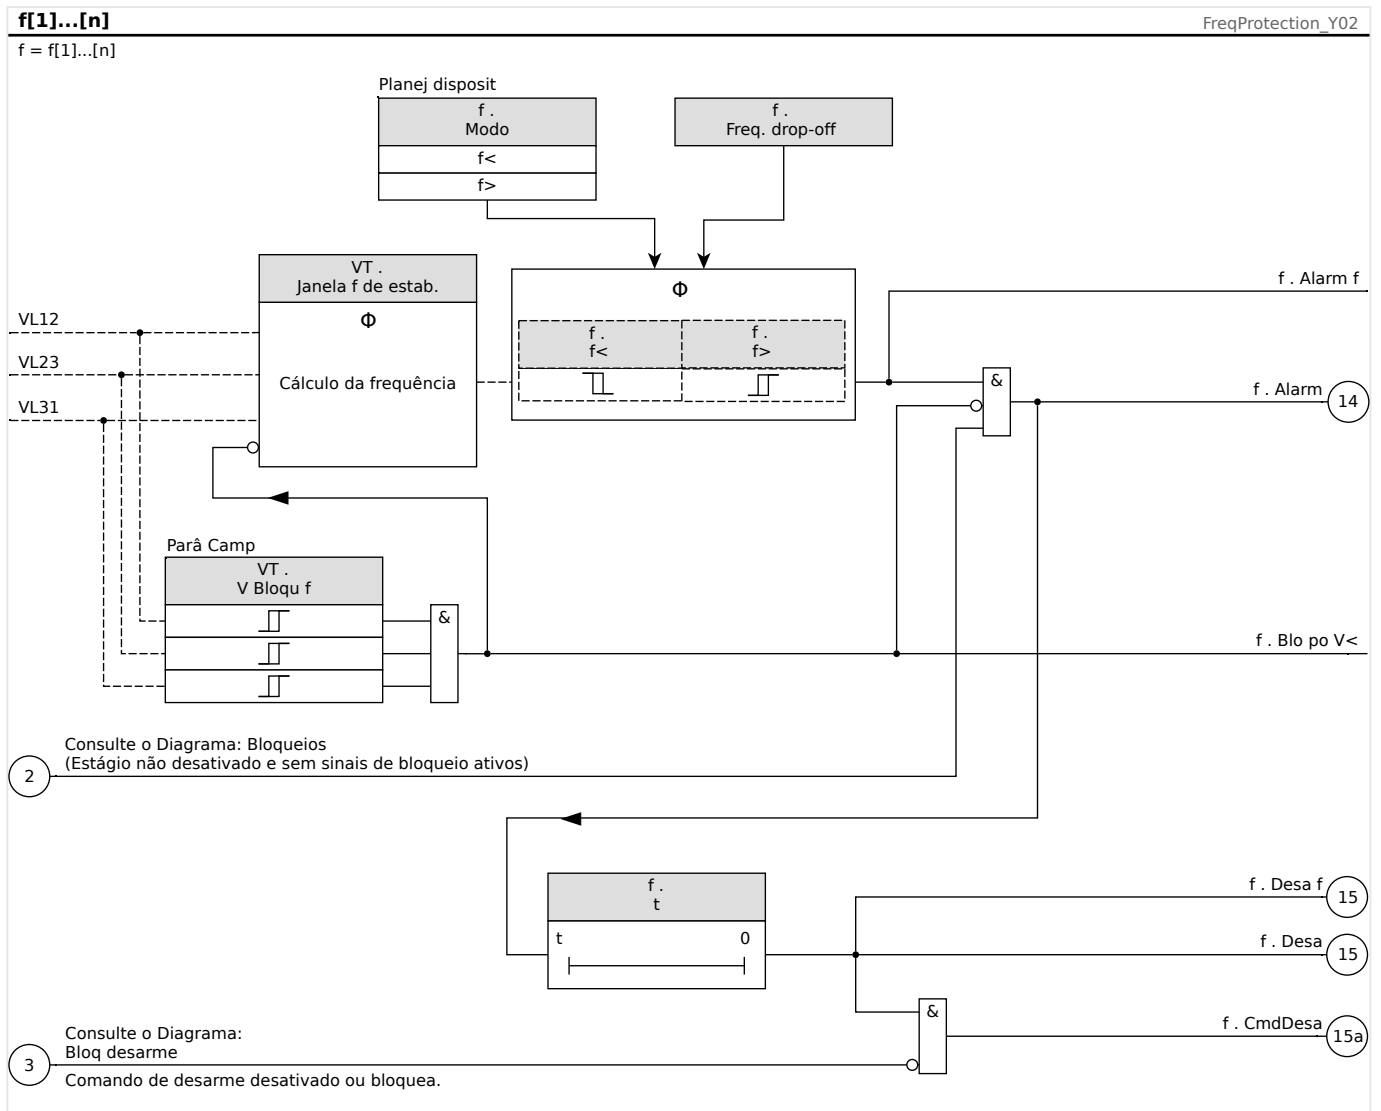 f[1]...[n]
FreqProtection_Y02
f = f[1]...[n]
Planej disposit
f .
Modo
f<
f>
f .
Freq. drop-off
VT .
Janela f de estab.
Φ
Cálculo da frequência
Φ
f .
f<
f .
f>
VL12
VL23
VL31
f . Alarm f
&
f . Alarm
14
Parâ Camp
VT .
V Bloqu f
&
f . Blo po V<
Consulte o Diagrama: Bloqueios
(Estágio não desativado e sem sinais de bloqueio ativos)
2
f .
t
t
0
f . Desa f
15
f . Desa
15
&
f . CmdDesa
15a
Consulte o Diagrama:
Bloq desarme
3
Comando de desarme desativado ou bloquea.